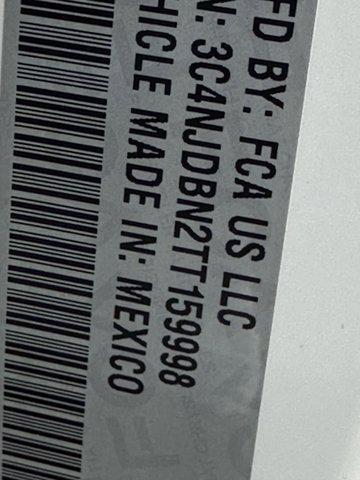 FD BY: FCA US LLC
N: 3C4NJDBN2TT159998
HICLE MADE IN: MEXICO